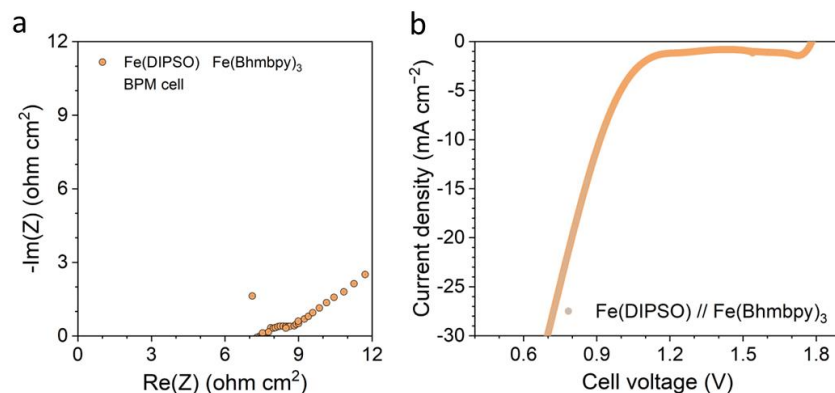 a
12
9
6
3
0
-Im(Z) (ohm cm²)
Fe(DIPSO) Fe(Bhmbpy)₃
BPM cell
0 3 6 9 12
Re(Z) (ohm cm²)
b
0
-5
-10
-15
-20
-25
-30
Current density (mA cm⁻²)
Fe(DIPSO) // Fe(Bhmbpy)₃
0.6 0.9 1.2 1.5 1.8
Cell voltage (V)